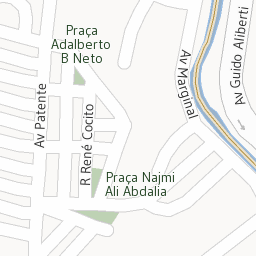 Praça
Adalberto
B Neto
Av Marginal
Av Guido Aliberti
Av Patente
R René Cocito
Praça Najmi
Ali Abdalia